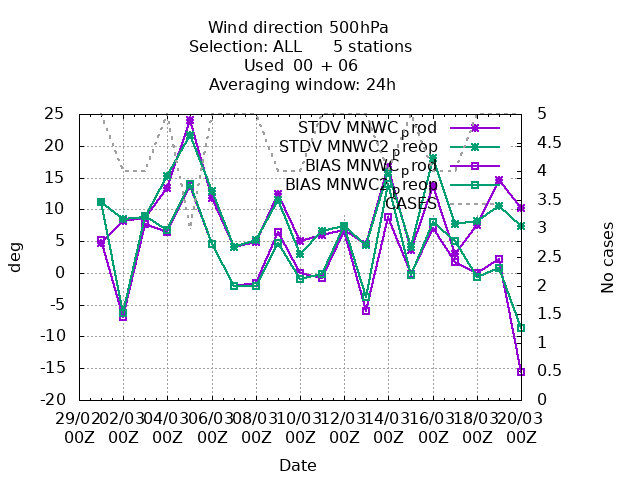 Wind direction 500hPa
Selection: ALL 5 stations
Used 00 + 06
Averaging window: 24h
25 5
20 4.5
15 4
10 3.5
5 3
0 2.5
-5 2
-10 1.5
-15 1
-20 0.5
0
STDV MNWC_prod
STDV MNWC2_preop
BIAS MNWC_prod
BIAS MNWC2_preop
CASES
deg
No cases
29/02 02/03 04/03 06/03 08/03 10/03 12/03 14/03 16/03 18/03 20/03
00Z 00Z 00Z 00Z 00Z 00Z 00Z 00Z 00Z 00Z 00Z
Date